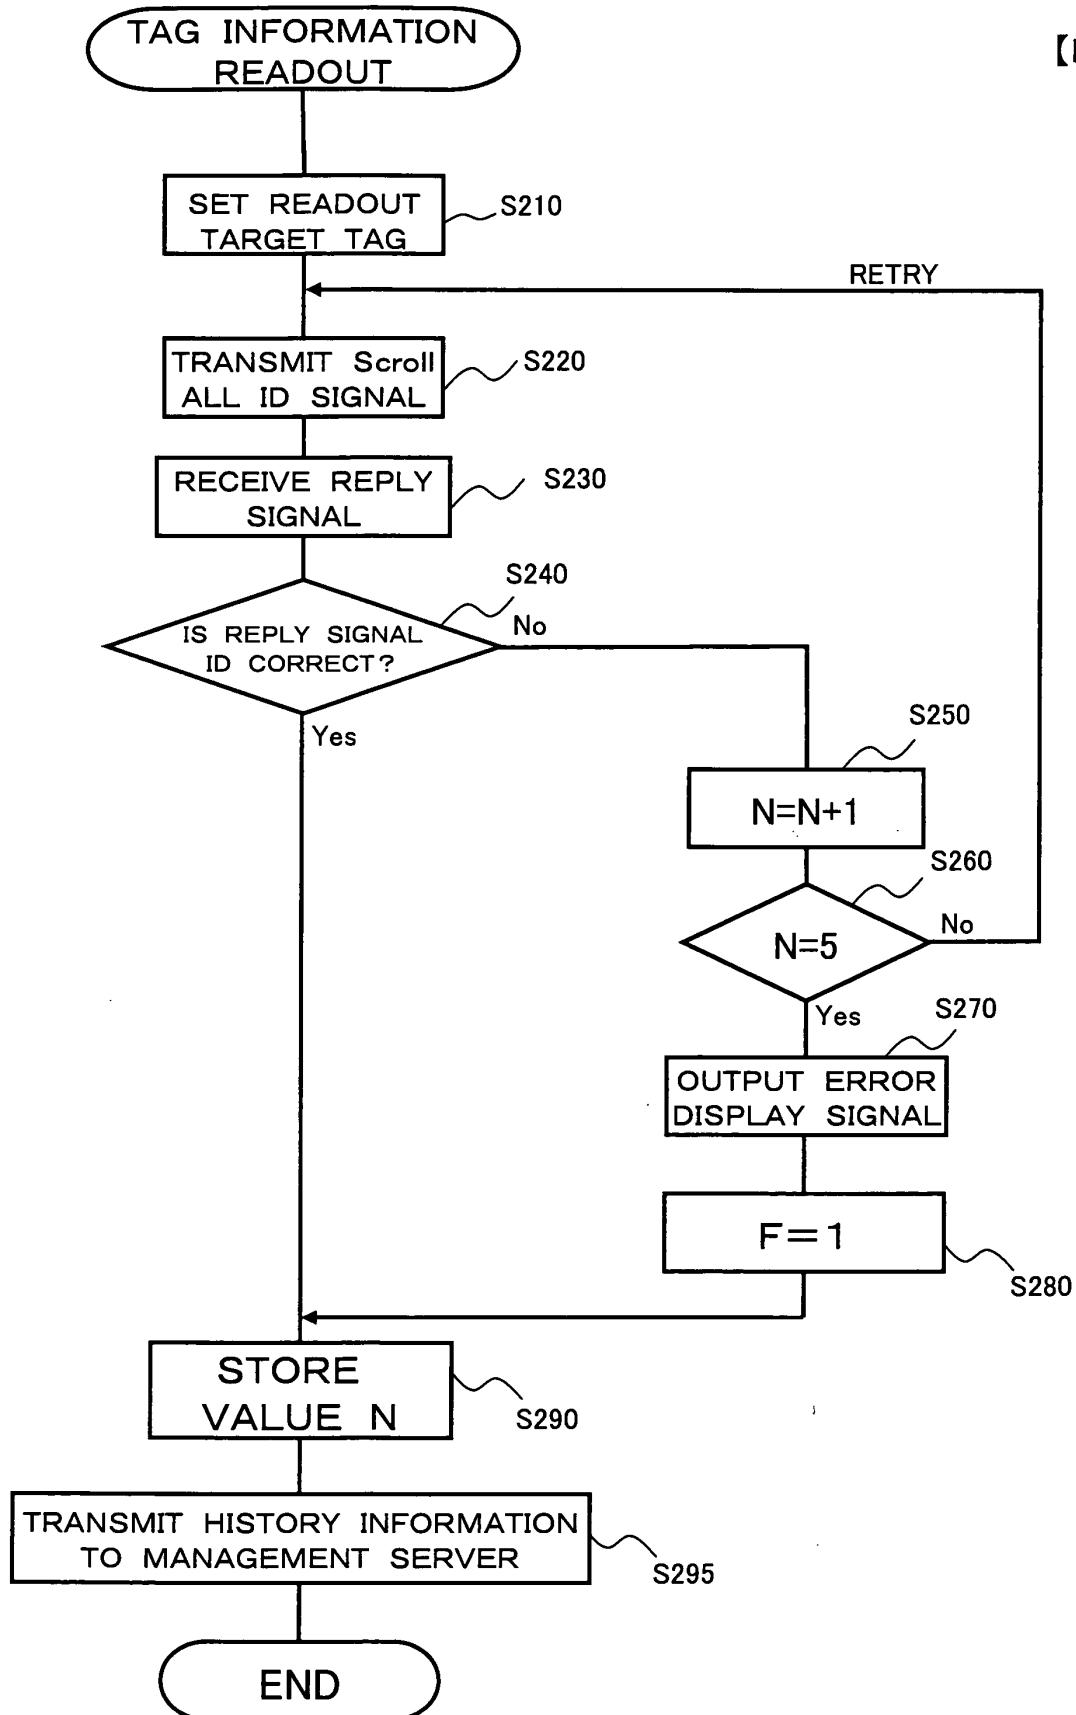 TAG INFORMATION
READOUT
SET READOUT
TARGET TAG
S210
RETRY
TRANSMIT Scroll
ALL ID SIGNAL
S220
RECEIVE REPLY
SIGNAL
S230
S240
IS REPLY SIGNAL
ID CORRECT?
No
Yes
S250
N=N+1
S260
N=5
No
Yes
S270
OUTPUT ERROR
DISPLAY SIGNAL
F=1
S280
STORE
VALUE N
S290
TRANSMIT HISTORY INFORMATION
TO MANAGEMENT SERVER
S295
END